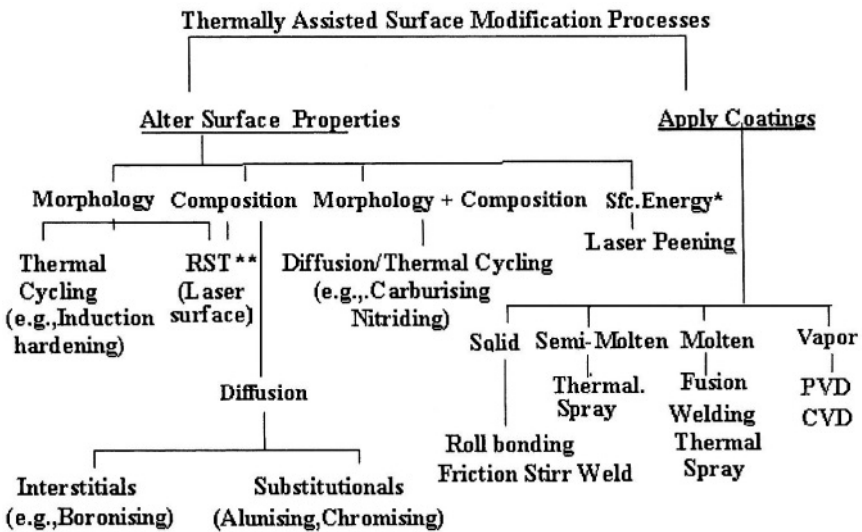 Thermally Assisted Surface Modification Processes
Alter Surface Properties
Apply Coatings
Morphology Composition Morphology + Composition Sfc.Energy*
Laser Peening
Thermal
Cycling
(e.g.,Induction
hardening)
RST**
(Laser
surface)
Diffusion/Thermal Cycling
(e.g.,.Carburising
Nitriding)
Diffusion
Interstitials
(e.g.,Boronising)
Substitutionals
(Alunising,Chromising)
Solid Semi-Molten Molten Vapor
Roll bonding
Friction Stirr Weld
Thermal.
Spray
Fusion
Welding
Thermal
Spray
PVD
CVD